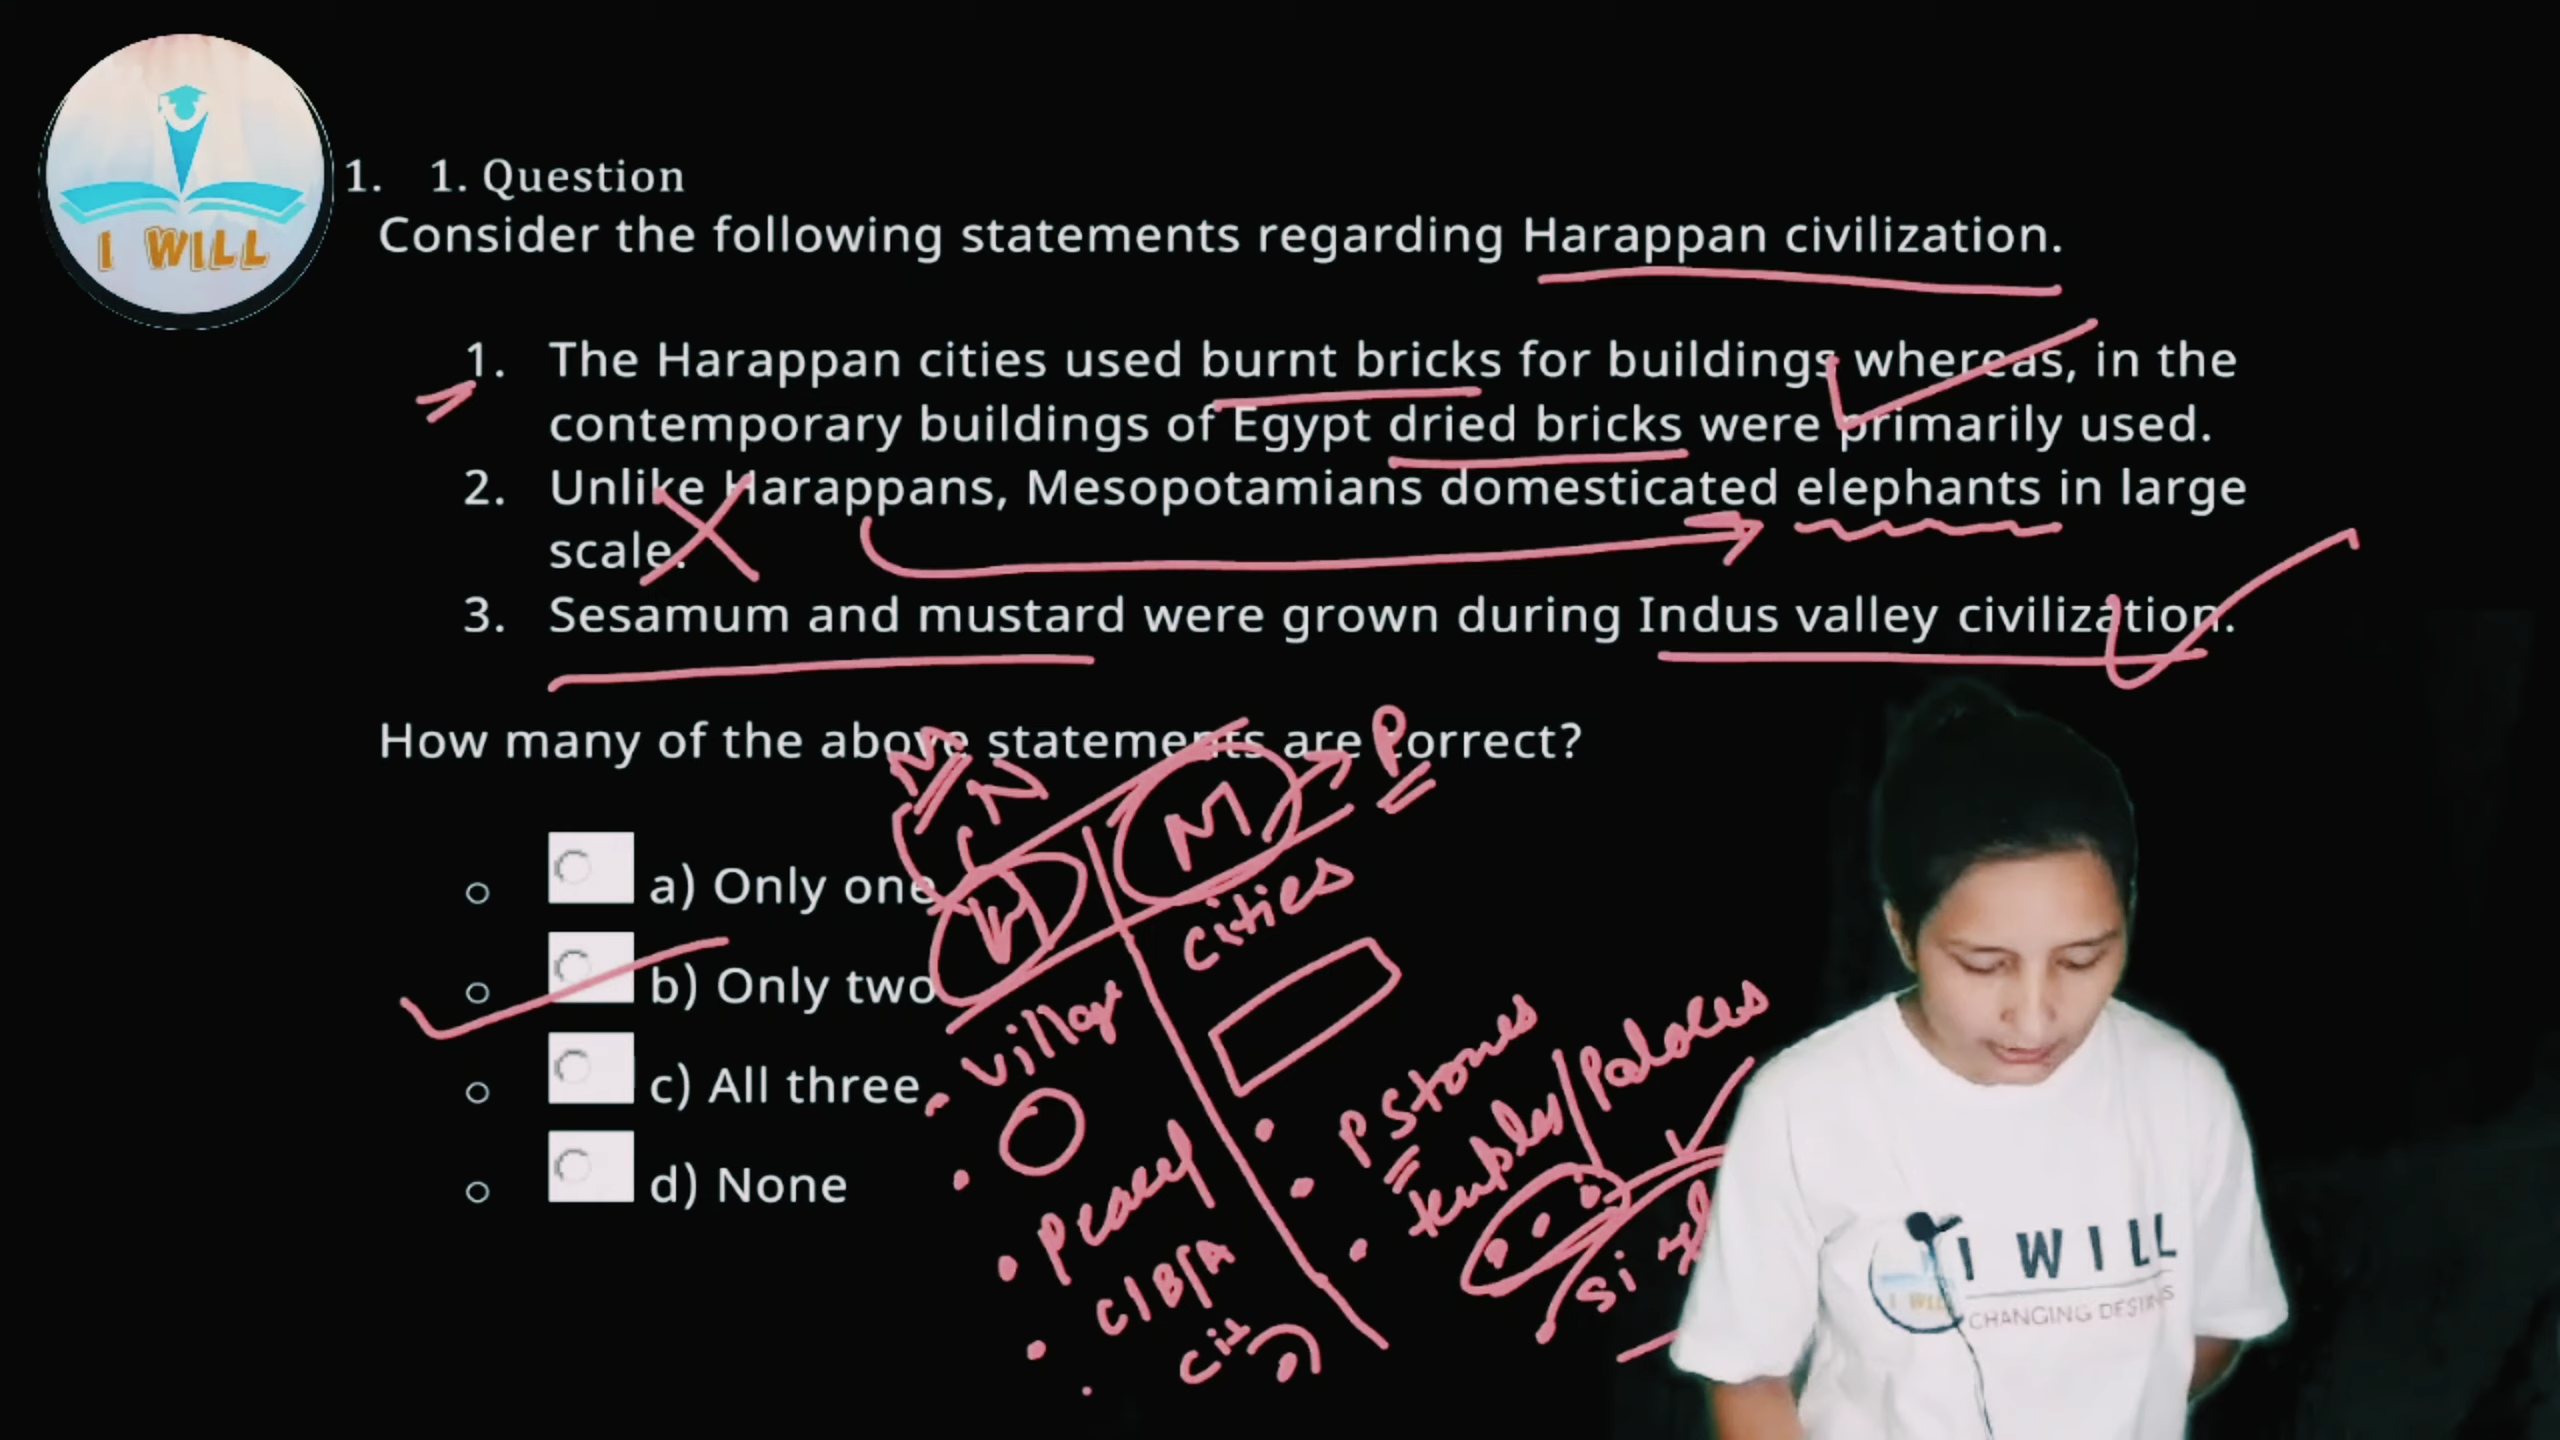 I WILL
1. 1. Question
Consider the following statements regarding Harappan civilization.
1. The Harappan cities used burnt bricks for buildings whereas, in the
contemporary buildings of Egypt dried bricks were primarily used.
2. Unlike Harappans, Mesopotamians domesticated elephants in large
scale.
3. Sesamum and mustard were grown during Indus valley civilization.
How many of the above statements are correct?
N
M
P
a) Only one
b) Only two
c) All three
d) None
cities
P Stones
Palaces
C/B/A
I WILL
CHANGING DESTINIS